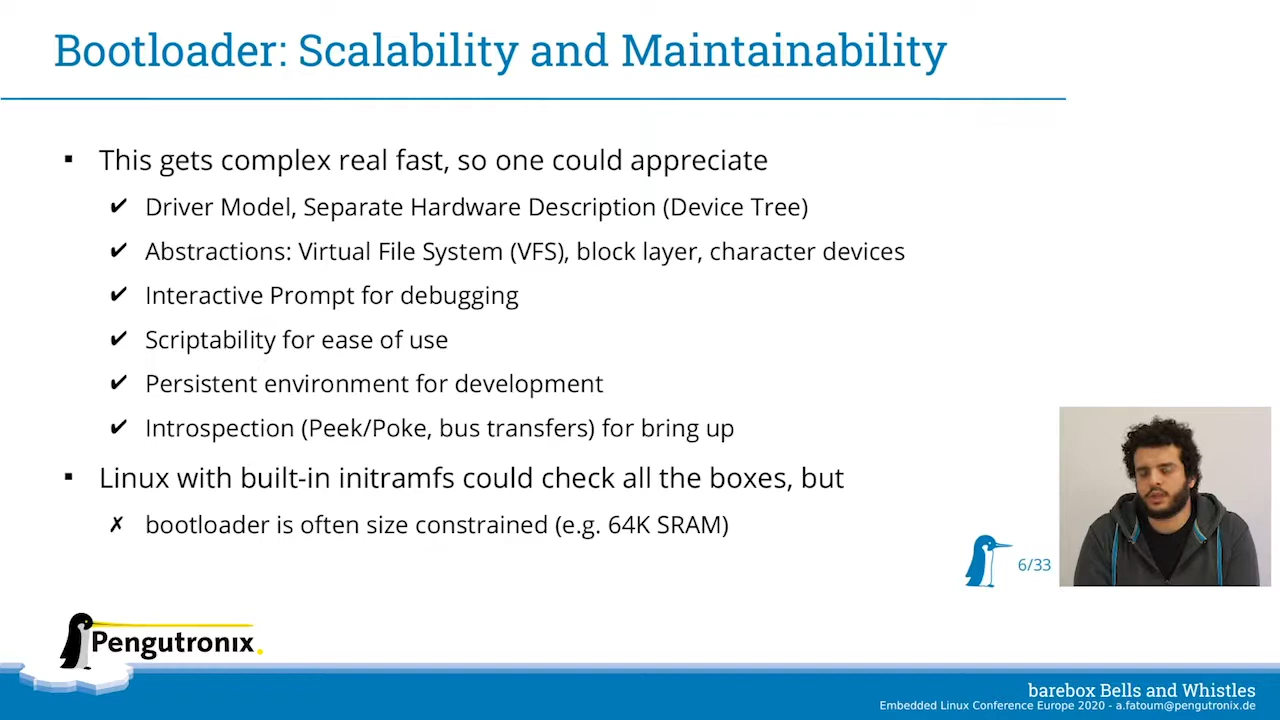 Bootloader: Scalability and Maintainability
This gets complex real fast, so one could appreciate
Driver Model, Separate Hardware Description (Device Tree)
Abstractions: Virtual File System (VFS), block layer, character devices
Interactive Prompt for debugging
Scriptability for ease of use
Persistent environment for development
Introspection (Peek/Poke, bus transfers) for bring up
Linux with built-in initramfs could check all the boxes, but
bootloader is often size constrained (e.g. 64K SRAM)
6/33
Pengutronix
barebox Bells and Whistles
Embedded Linux Conference Europe 2020 - a.fatoum@pengutronix.de